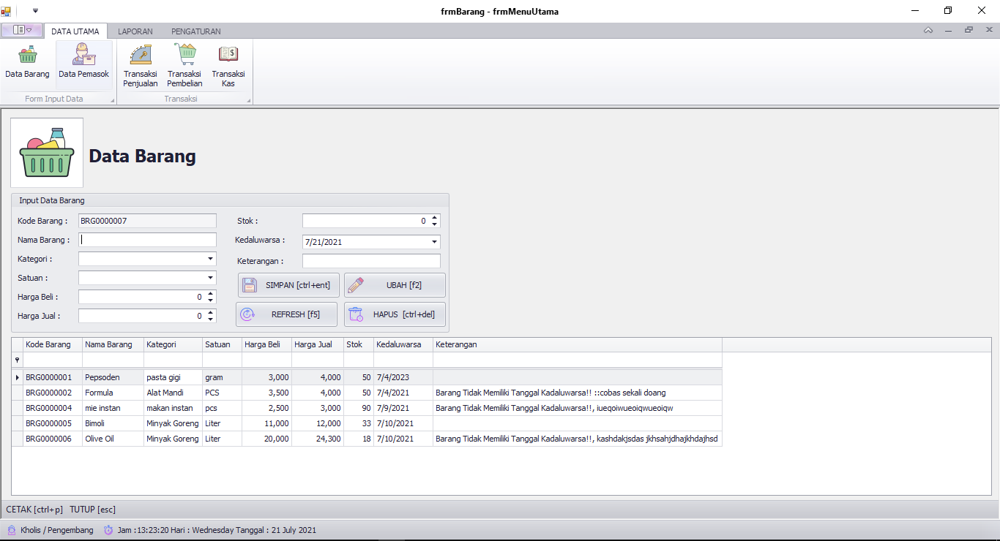 frmBarang - frmMenuUtama
DATA UTAMA LAPORAN PENGATURAN
Data Barang Data Pemasok Transaksi Penjualan Transaksi Pembelian Transaksi Kas
Form Input Data Transaksi
Data Barang
Input Data Barang
Kode Barang : BRG0000007 Stok : 0
Nama Barang : Kedaluwarsa : 7/21/2021
Kategori : Keterangan :
Satuan : SIMPAN [ctrl+ent] UBAH [f2]
Harga Beli : 0
Harga Jual : 0 REFRESH [f5] HAPUS [ctrl+del]
Kode Barang Nama Barang Kategori Satuan Harga Beli Harga Jual Stok Kedaluwarsa Keterangan
BRG0000001 Pepsoden pasta gigi gram 3,000 4,000 50 7/4/2023
BRG0000002 Formula Alat Mandi PCS 3,500 4,000 50 7/4/2021 Barang Tidak Memiliki Tanggal Kadaluwarsa!! ::cobas sekali doang
BRG0000004 mie instan makan instan pcs 2,500 3,000 90 7/9/2021 Barang Tidak Memiliki Tanggal Kadaluwarsa!!, iueqoiwueoiqwueoiqw
BRG0000005 Bimoli Minyak Goreng Liter 11,000 12,000 33 7/10/2021
BRG0000006 Olive Oil Minyak Goreng Liter 20,000 24,300 18 7/10/2021 Barang Tidak Memiliki Tanggal Kadaluwarsa!!, kashdakjsdas jkhsahjdhajkhdajhsd
CETAK [ctrl+p] TUTUP [esc]
Kholis / Pengembang Jam :13:23:20 Hari : Wednesday Tanggal : 21 July 2021